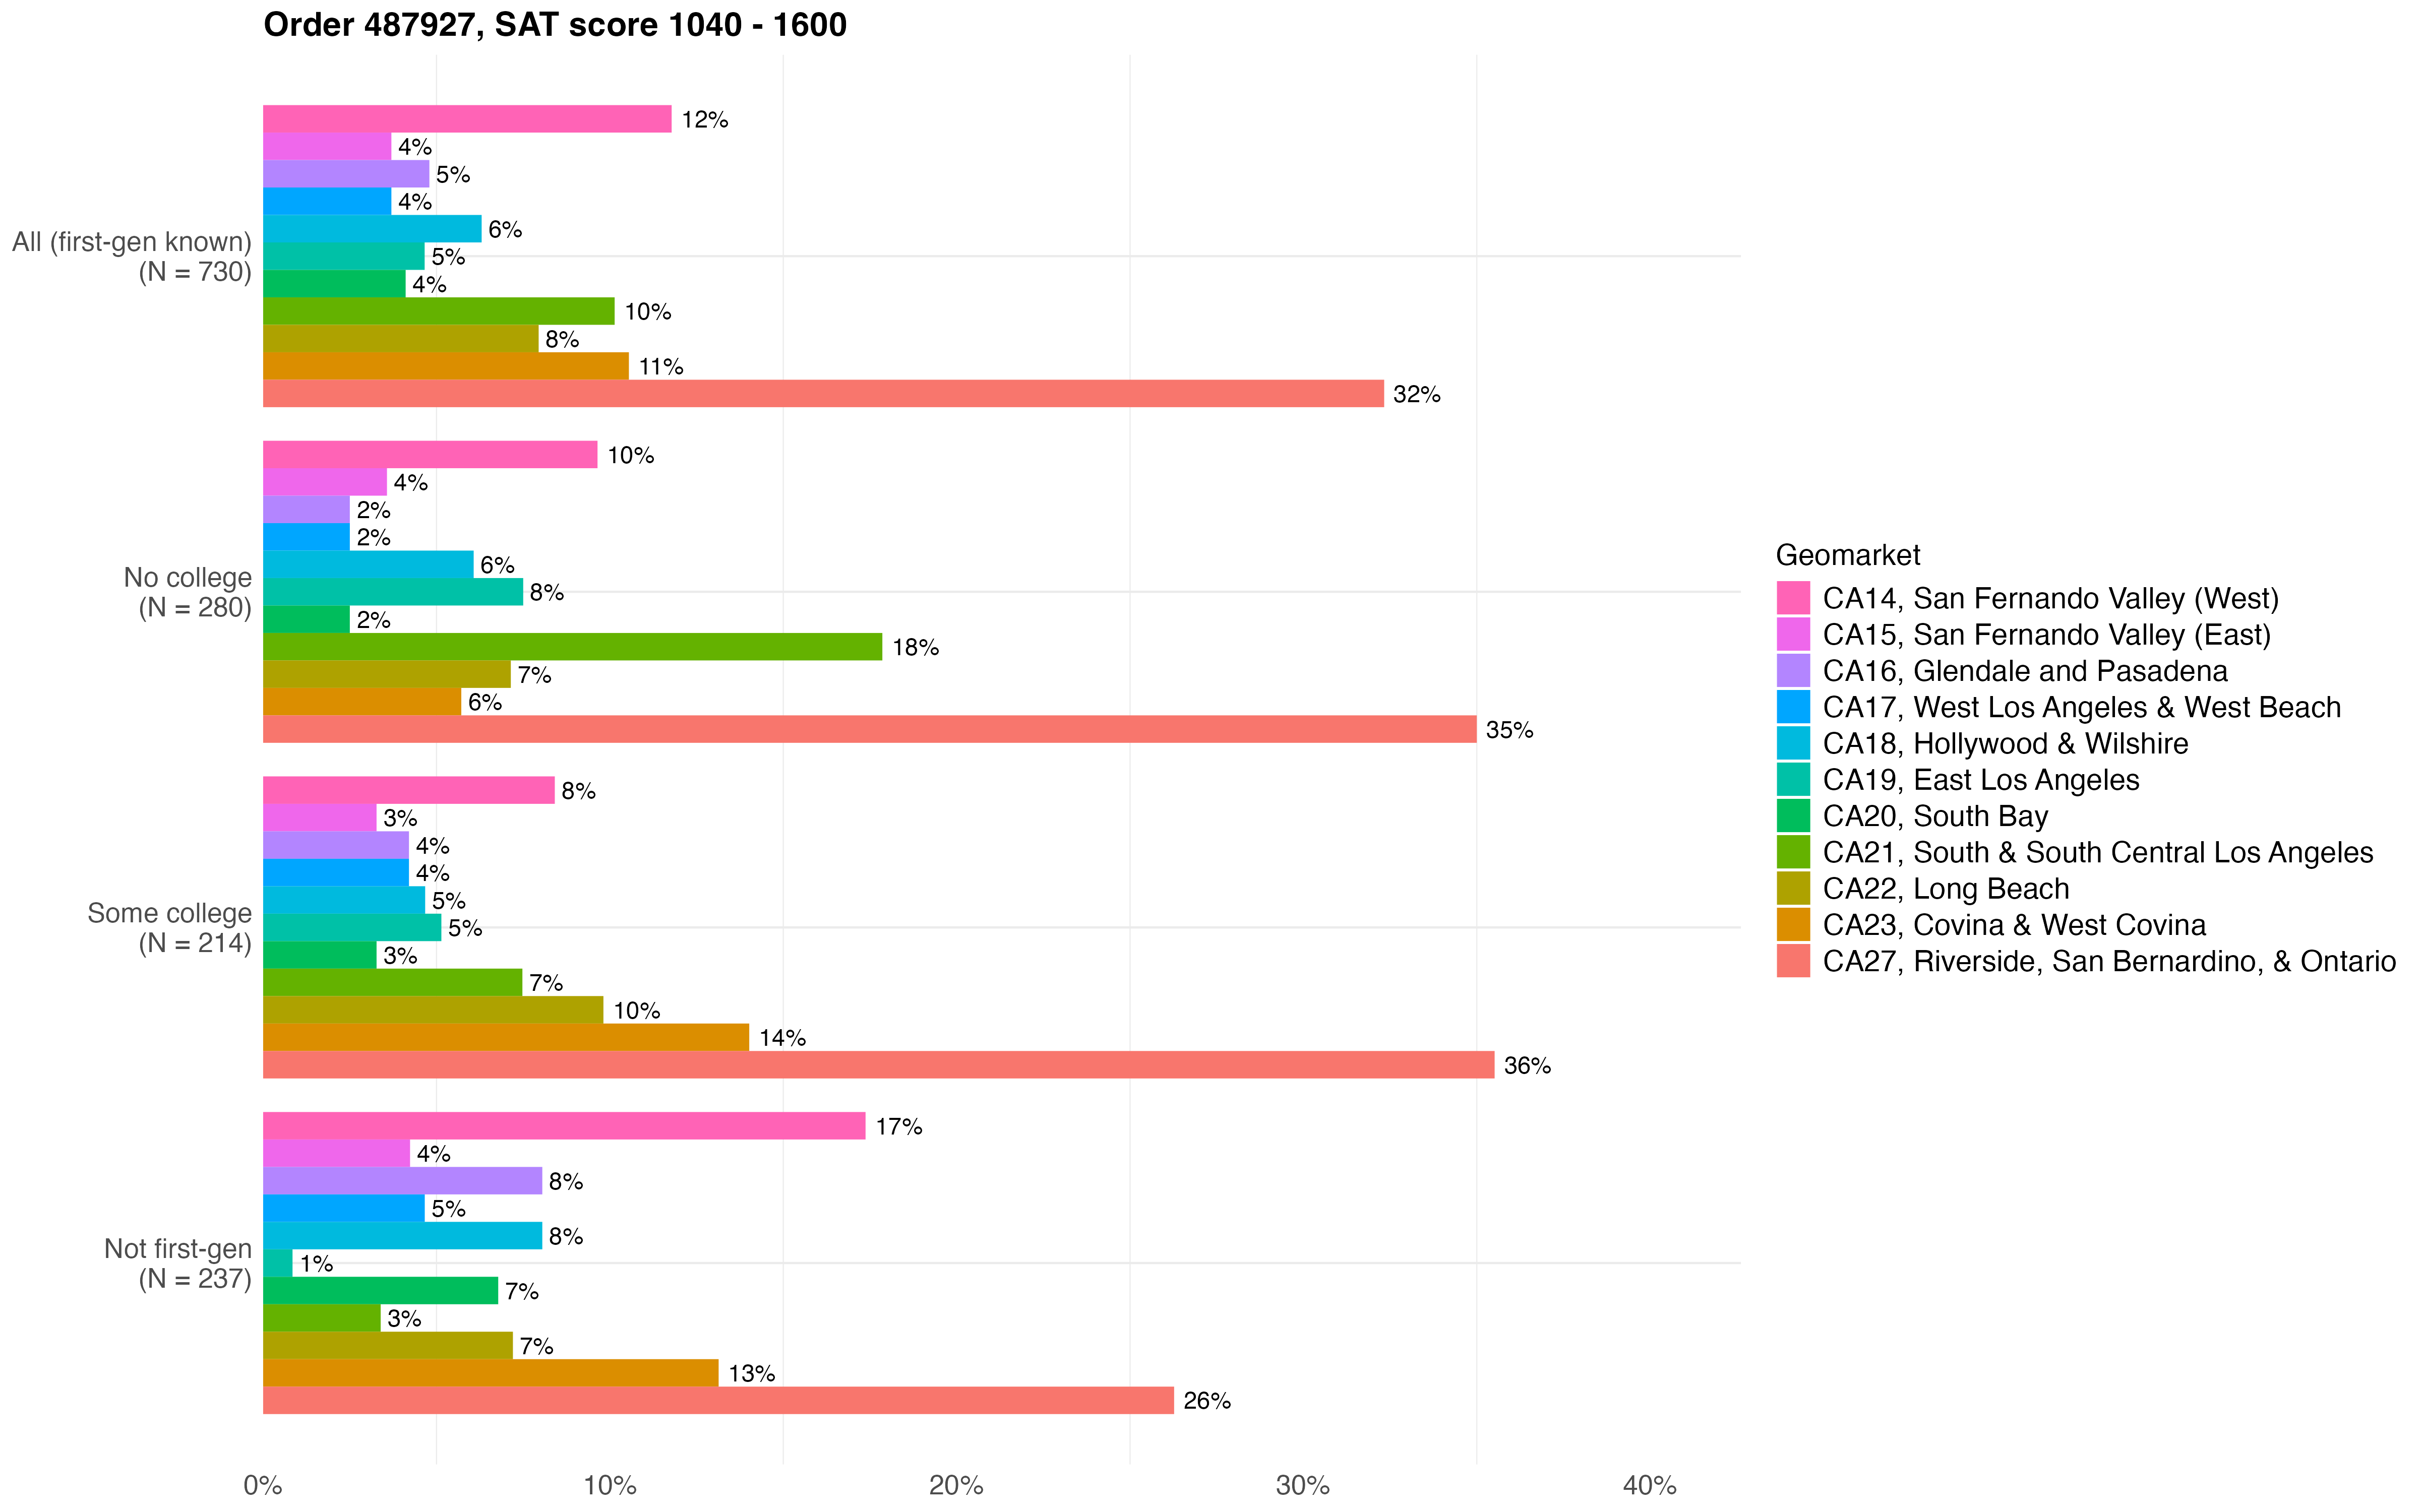 Order 487927, SAT score 1040 - 1600
All (first-gen known)
(N = 730)
12%
4%
5%
4%
6%
5%
4%
10%
8%
11%
32%
No college
(N = 280)
10%
4%
2%
2%
6%
8%
2%
18%
7%
6%
35%
Some college
(N = 214)
8%
3%
4%
4%
5%
5%
3%
7%
10%
14%
36%
Not first-gen
(N = 237)
17%
4%
8%
5%
8%
1%
7%
3%
7%
13%
26%
0% 10% 20% 30% 40%
Geomarket
CA14, San Fernando Valley (West)
CA15, San Fernando Valley (East)
CA16, Glendale and Pasadena
CA17, West Los Angeles & West Beach
CA18, Hollywood & Wilshire
CA19, East Los Angeles
CA20, South Bay
CA21, South & South Central Los Angeles
CA22, Long Beach
CA23, Covina & West Covina
CA27, Riverside, San Bernardino, & Ontario